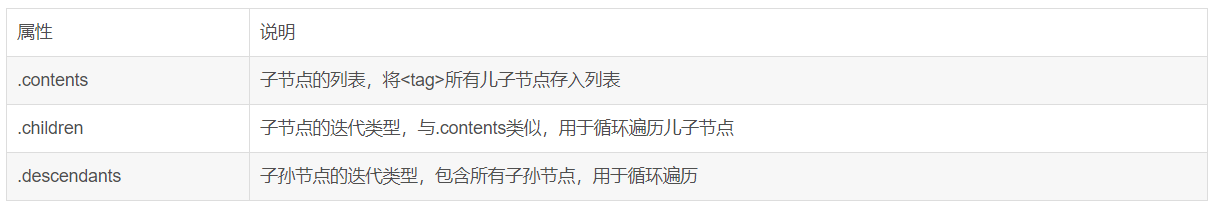 属性 说明
.contents 子节点的列表，将<tag>所有儿子节点存入列表
.children 子节点的迭代类型，与.contents类似，用于循环遍历儿子节点
.descendants 子孙节点的迭代类型，包含所有子孙节点，用于循环遍历